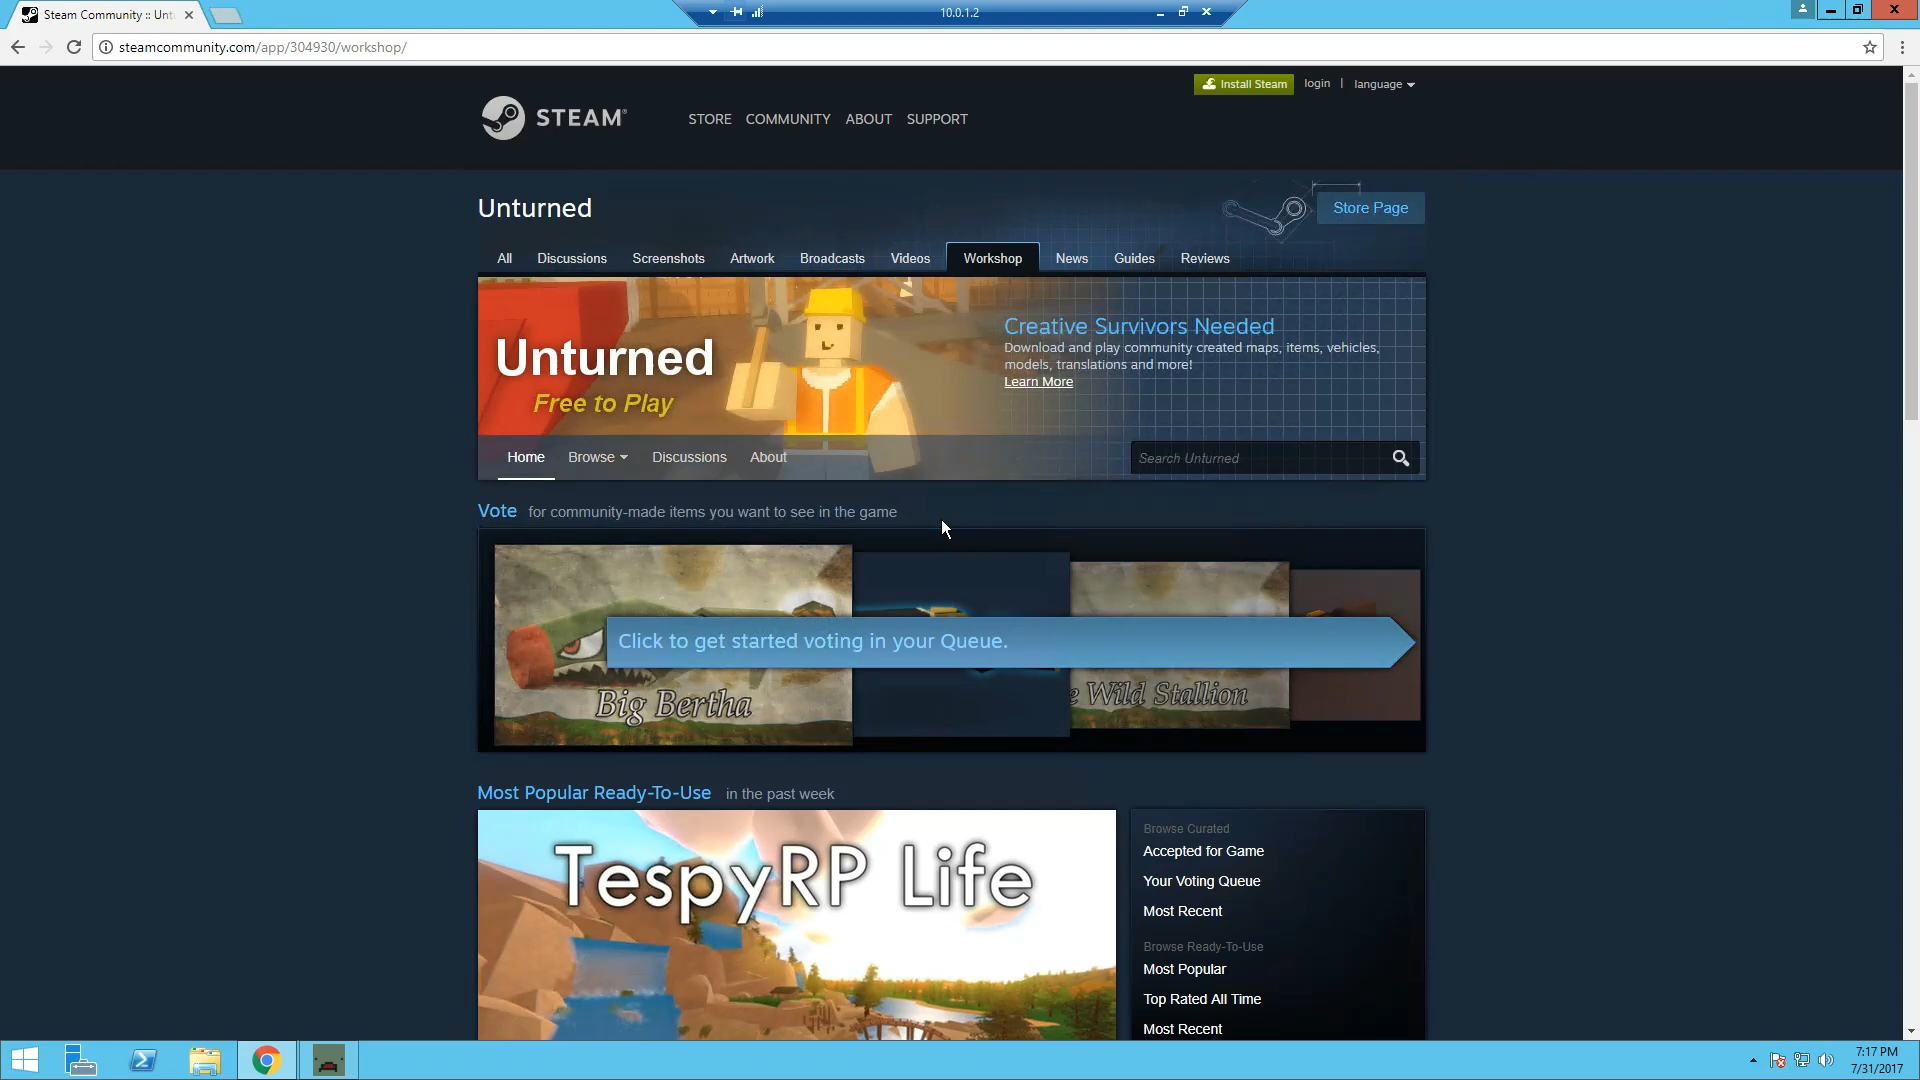 Steam Community :: Unt
10.0.1.2
steamcommunity.com/app/304930/workshop/
Install Steam
login | language
STEAM
STORE COMMUNITY ABOUT SUPPORT
Unturned
Store Page
All Discussions Screenshots Artwork Broadcasts Videos Workshop News Guides Reviews
Unturned
Free to Play
Creative Survivors Needed
Download and play community created maps, items, vehicles,
models, translations and more!
Learn More
Home Browse Discussions About
Search Unturned
Vote for community-made items you want to see in the game
Click to get started voting in your Queue.
Big Bertha
e Wild Stallion
Most Popular Ready-To-Use in the past week
TespyRP Life
Browse Curated
Accepted for Game
Your Voting Queue
Most Recent
Browse Ready-To-Use
Most Popular
Top Rated All Time
Most Recent
7:17 PM
7/31/2017